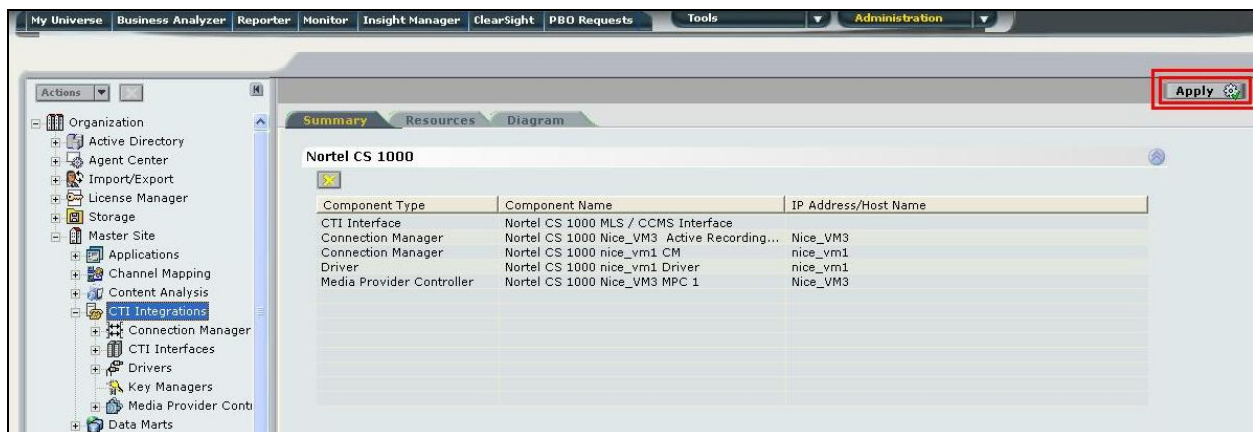 My Universe Business Analyzer Reporter Monitor Insight Manager ClearSight PBO Requests Tools Administration
Actions
Apply
Organization
Active Directory
Agent Center
Import/Export
License Manager
Storage
Master Site
Applications
Channel Mapping
Content Analysis
CTI Integrations
Connection Manager
CTI Interfaces
Drivers
Key Managers
Media Provider Conti
Data Marts
Summary Resources Diagram
Nortel CS 1000
Component Type Component Name IP Address/Host Name
CTI Interface Nortel CS 1000 MLS / CCMS Interface
Connection Manager Nortel CS 1000 Nice_VM3 Active Recording... Nice_VM3
Connection Manager Nortel CS 1000 nice_vm1 CM nice_vm1
Driver Nortel CS 1000 nice_vm1 Driver nice_vm1
Media Provider Controller Nortel CS 1000 Nice_VM3 MPC 1 Nice_VM3